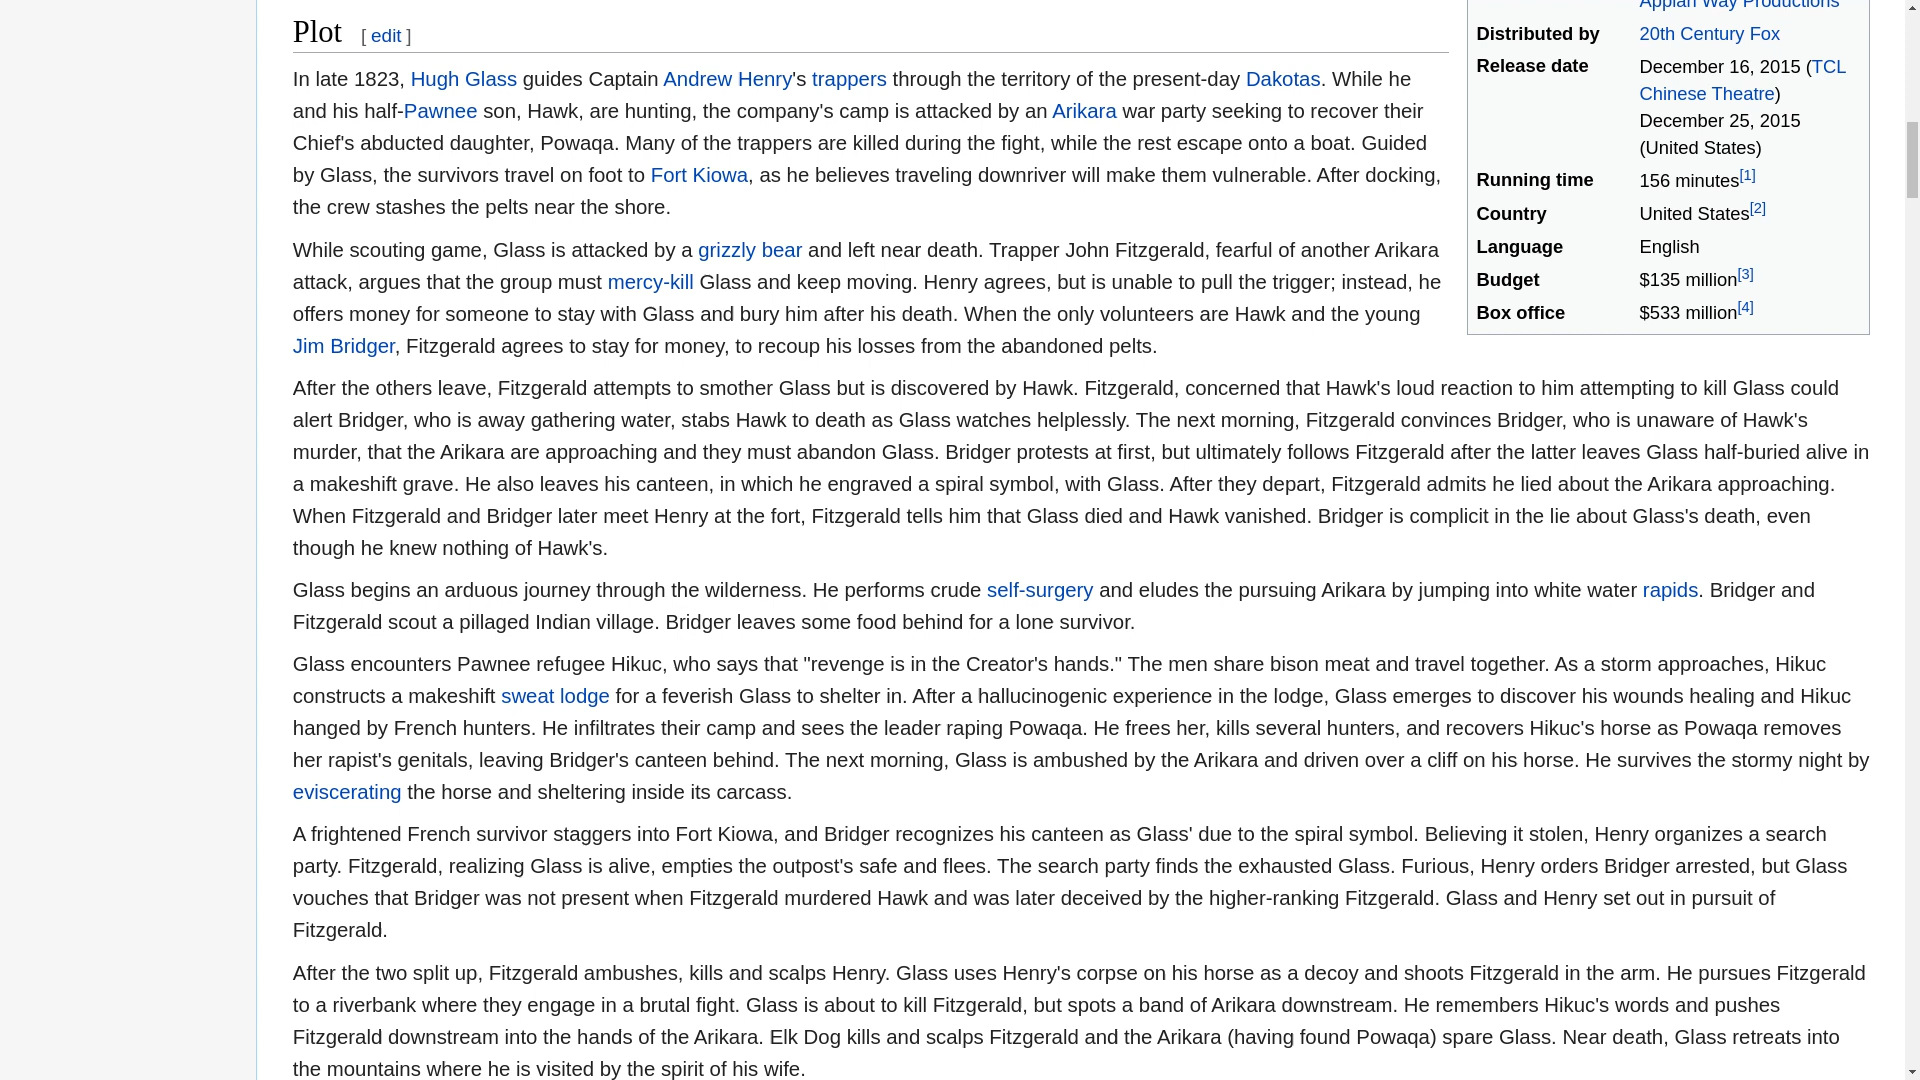 Plot [ edit ]
In late 1823, Hugh Glass guides Captain Andrew Henry's trappers through the territory of the present-day Dakotas. While he
and his half-Pawnee son, Hawk, are hunting, the company's camp is attacked by an Arikara war party seeking to recover their
Chief's abducted daughter, Powaqa. Many of the trappers are killed during the fight, while the rest escape onto a boat. Guided
by Glass, the survivors travel on foot to Fort Kiowa, as he believes traveling downriver will make them vulnerable. After docking,
the crew stashes the pelts near the shore.
While scouting game, Glass is attacked by a grizzly bear and left near death. Trapper John Fitzgerald, fearful of another Arikara
attack, argues that the group must mercy-kill Glass and keep moving. Henry agrees, but is unable to pull the trigger; instead, he
offers money for someone to stay with Glass and bury him after his death. When the only volunteers are Hawk and the young
Jim Bridger, Fitzgerald agrees to stay for money, to recoup his losses from the abandoned pelts.
After the others leave, Fitzgerald attempts to smother Glass but is discovered by Hawk. Fitzgerald, concerned that Hawk's loud reaction to him attempting to kill Glass could
alert Bridger, who is away gathering water, stabs Hawk to death as Glass watches helplessly. The next morning, Fitzgerald convinces Bridger, who is unaware of Hawk's
murder, that the Arikara are approaching and they must abandon Glass. Bridger protests at first, but ultimately follows Fitzgerald after the latter leaves Glass half-buried alive in
a makeshift grave. He also leaves his canteen, in which he engraved a spiral symbol, with Glass. After they depart, Fitzgerald admits he lied about the Arikara approaching.
When Fitzgerald and Bridger later meet Henry at the fort, Fitzgerald tells him that Glass died and Hawk vanished. Bridger is complicit in the lie about Glass's death, even
though he knew nothing of Hawk's.
Glass begins an arduous journey through the wilderness. He performs crude self-surgery and eludes the pursuing Arikara by jumping into white water rapids. Bridger and
Fitzgerald scout a pillaged Indian village. Bridger leaves some food behind for a lone survivor.
Glass encounters Pawnee refugee Hikuc, who says that "revenge is in the Creator's hands." The men share bison meat and travel together. As a storm approaches, Hikuc
constructs a makeshift sweat lodge for a feverish Glass to shelter in. After a hallucinogenic experience in the lodge, Glass emerges to discover his wounds healing and Hikuc
hanged by French hunters. He infiltrates their camp and sees the leader raping Powaqa. He frees her, kills several hunters, and recovers Hikuc's horse as Powaqa removes
her rapist's genitals, leaving Bridger's canteen behind. The next morning, Glass is ambushed by the Arikara and driven over a cliff on his horse. He survives the stormy night by
eviscerating the horse and sheltering inside its carcass.
A frightened French survivor staggers into Fort Kiowa, and Bridger recognizes his canteen as Glass' due to the spiral symbol. Believing it stolen, Henry organizes a search
party. Fitzgerald, realizing Glass is alive, empties the outpost's safe and flees. The search party finds the exhausted Glass. Furious, Henry orders Bridger arrested, but Glass
vouches that Bridger was not present when Fitzgerald murdered Hawk and was later deceived by the higher-ranking Fitzgerald. Glass and Henry set out in pursuit of
Fitzgerald.
After the two split up, Fitzgerald ambushes, kills and scalps Henry. Glass uses Henry's corpse on his horse as a decoy and shoots Fitzgerald in the arm. He pursues Fitzgerald
to a riverbank where they engage in a brutal fight. Glass is about to kill Fitzgerald, but spots a band of Arikara downstream. He remembers Hikuc's words and pushes
Fitzgerald downstream into the hands of the Arikara. Elk Dog kills and scalps Fitzgerald and the Arikara (having found Powaqa) spare Glass. Near death, Glass retreats into
the mountains where he is visited by the spirit of his wife.
Appian Way Productions
Distributed by 20th Century Fox
Release date December 16, 2015 (TCL
Chinese Theatre)
December 25, 2015
(United States)
Running time 156 minutes[1]
Country United States[2]
Language English
Budget $135 million[3]
Box office $533 million[4]